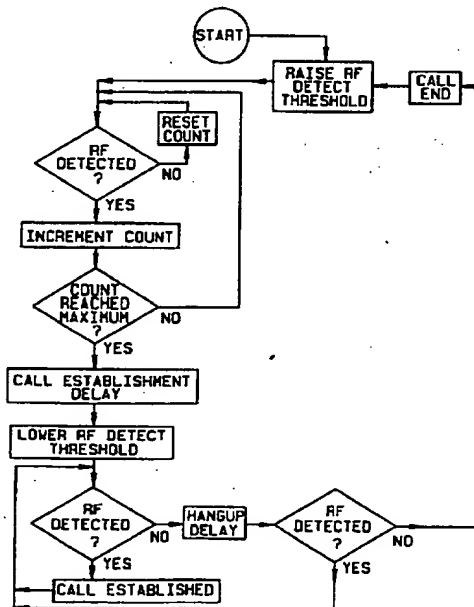 START
RAISE RF
DETECT
THRESHOLD
CALL
END
RESET
COUNT
RF
DETECTED
?
NO
YES
INCREMENT COUNT
COUNT
REACHED
MAXIMUM
?
NO
YES
CALL ESTABLISHMENT
DELAY
LOWER RF DETECT
THRESHOLD
RF
DETECTED
?
NO
YES
HANGUP
DELAY
RF
DETECTED
?
NO
YES
CALL ESTABLISHED